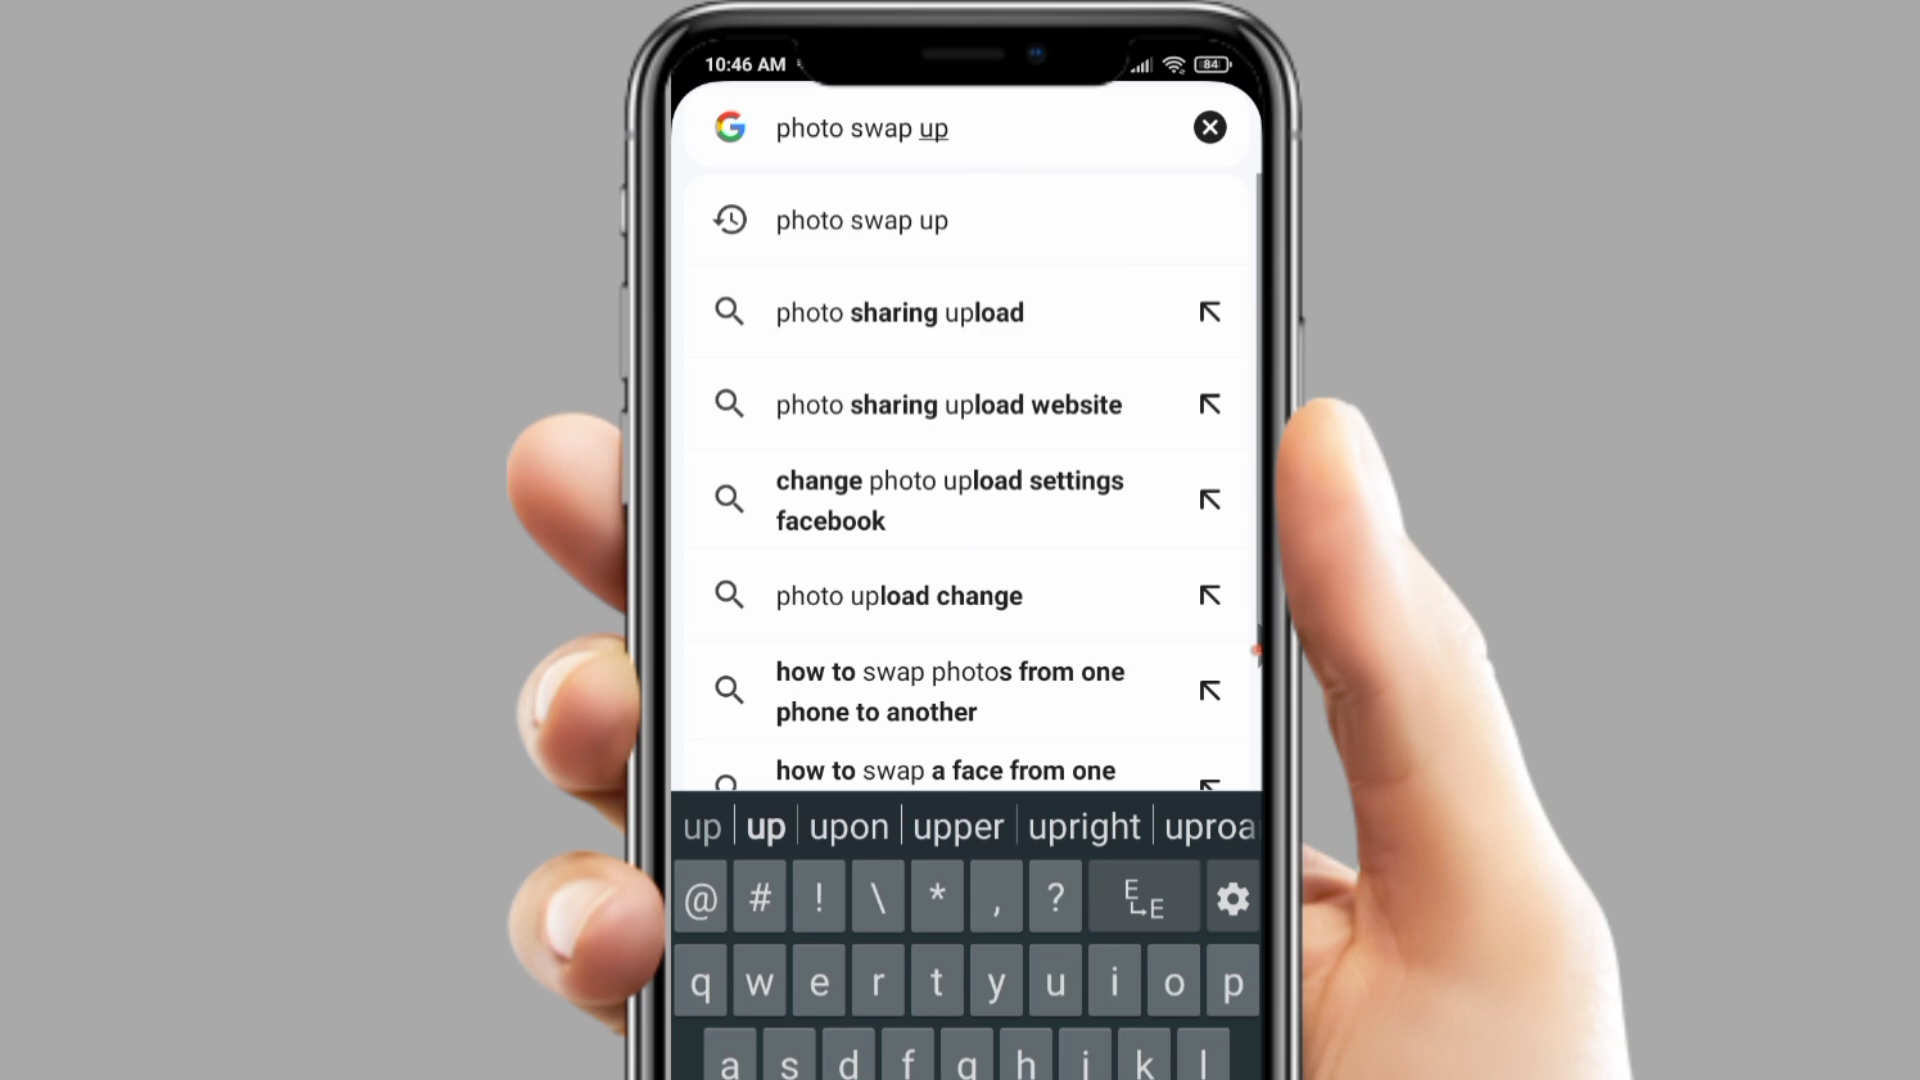 10:46 AM
84
photo swap up
photo swap up
photo sharing upload
photo sharing upload website
change photo upload settings
facebook
photo upload change
how to swap photos from one
phone to another
how to swap a face from one
up up upon upper upright uproa
@ # ! \ * , ? E E
q w e r t y u i o p
a s d f g h j k l